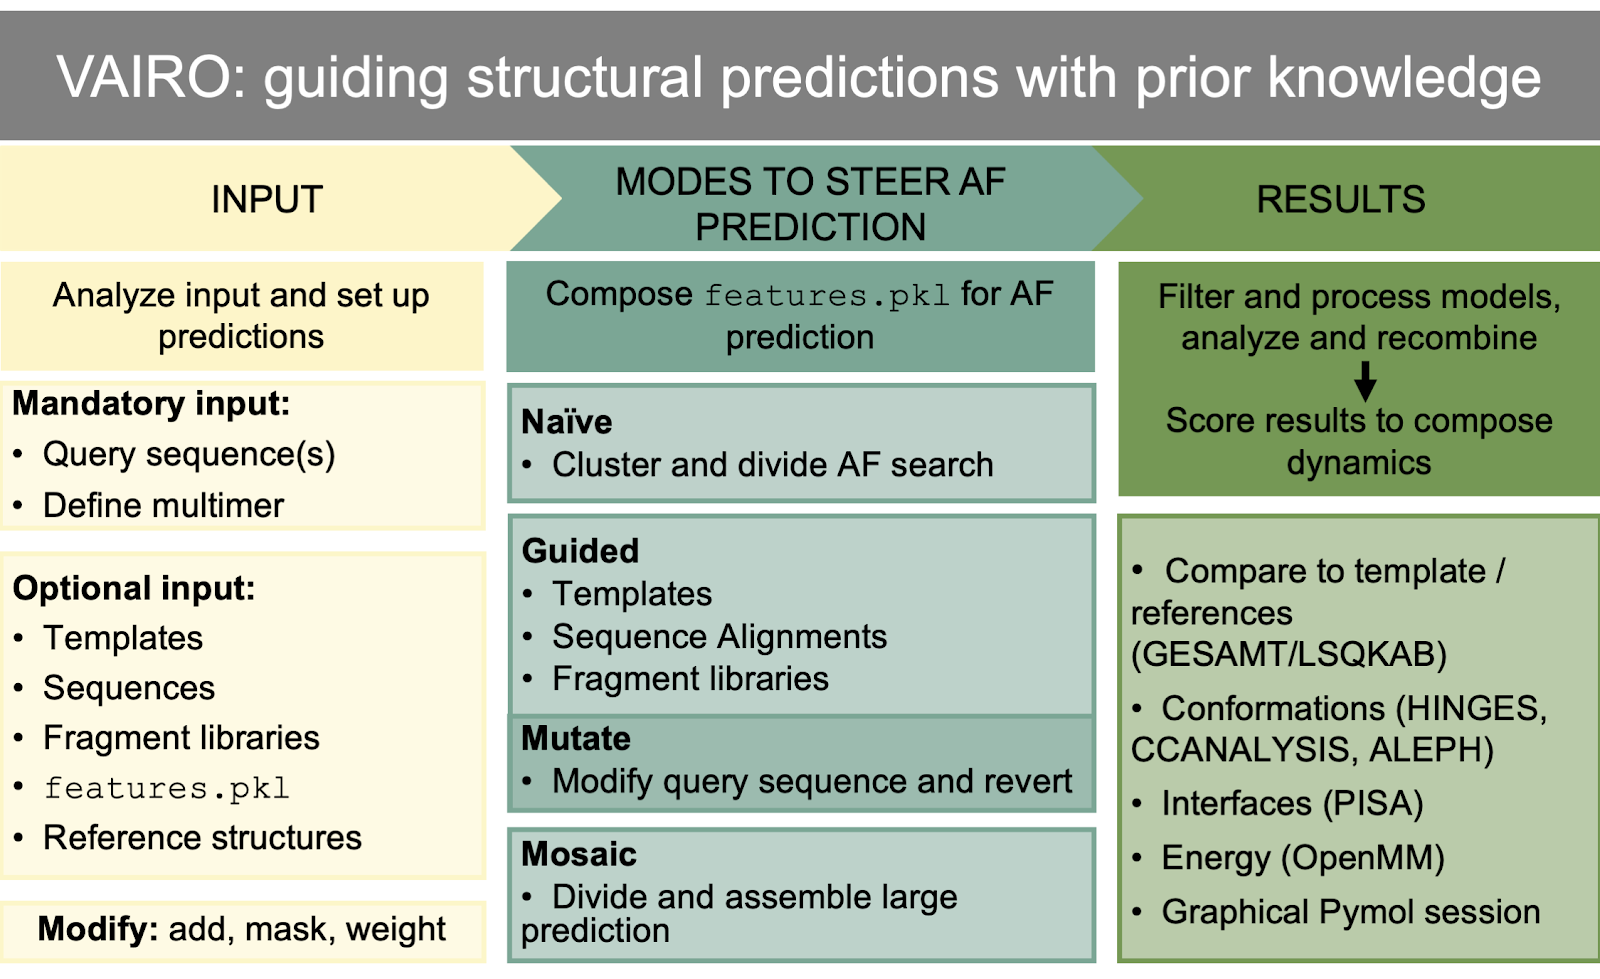 VAIRO: guiding structural predictions with prior knowledge
INPUT
MODES TO STEER AF
PREDICTION
RESULTS
Analyze input and set up
predictions
Mandatory input:
• Query sequence(s)
• Define multimer
Optional input:
• Templates
• Sequences
• Fragment libraries
• features.pkl
• Reference structures
Modify: add, mask, weight
Compose features.pkl for AF
prediction
Naïve
• Cluster and divide AF search
Guided
• Templates
• Sequence Alignments
• Fragment libraries
Mutate
• Modify query sequence and revert
Mosaic
• Divide and assemble large
prediction
Filter and process models,
analyze and recombine
Score results to compose
dynamics
• Compare to template /
references
(GESAMT/LSQKAB)
• Conformations (HINGES,
CCANALYSIS, ALEPH)
• Interfaces (PISA)
• Energy (OpenMM)
• Graphical Pymol session